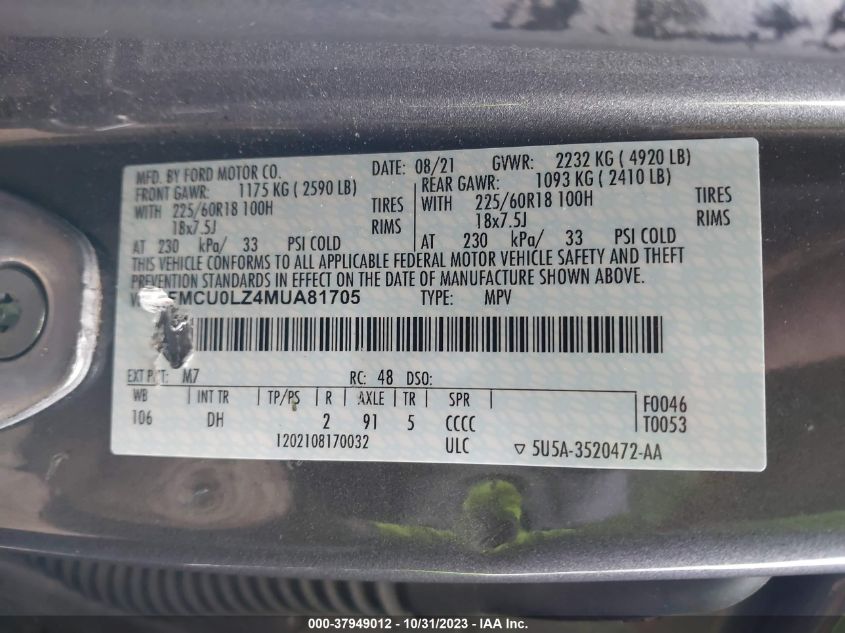 MFD. BY FORD MOTOR CO. DATE: 08/21 GVWR: 2232 KG ( 4920 LB)
FRONT GAWR: 1175 KG ( 2590 LB) REAR GAWR: 1093 KG ( 2410 LB)
WITH 225/60R18 100H TIRES WITH 225/60R18 100H TIRES
18x7.5J RIMS 18x7.5J RIMS
AT 230 kPa/ 33 PSI COLD AT 230 kPa/ 33 PSI COLD
THIS VEHICLE CONFORMS TO ALL APPLICABLE FEDERAL MOTOR VEHICLE SAFETY AND THEFT
PREVENTION STANDARDS IN EFFECT ON THE DATE OF MANUFACTURE SHOWN ABOVE.
FMCU0LZ4MUA81705 TYPE: MPV
EXT M7 RC: 48 DSO:
WB INT TR TP/PS R AXLE TR SPR F0046
106 DH 2 91 5 CCCC T0053
1202108170032 ULC ▽ 5U5A-3520472-AA
000-37949012 - 10/31/2023 - © IAA, Inc.